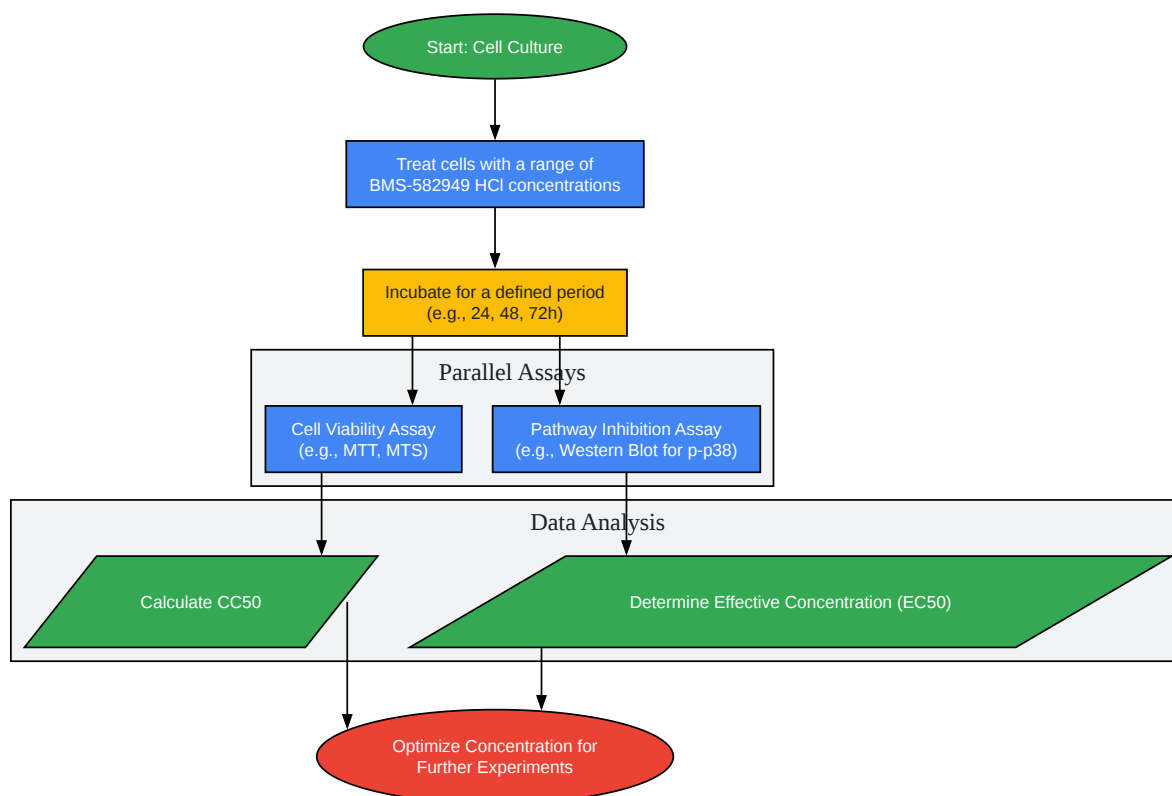 Start: Cell Culture
Treat cells with a range of
BMS-582949 HCl concentrations
Incubate for a defined period
(e.g., 24, 48, 72h)
Parallel Assays
Cell Viability Assay
(e.g., MTT, MTS)
Pathway Inhibition Assay
(e.g., Western Blot for p-p38)
Data Analysis
Calculate CC50
Determine Effective Concentration (EC50)
Optimize Concentration for
Further Experiments